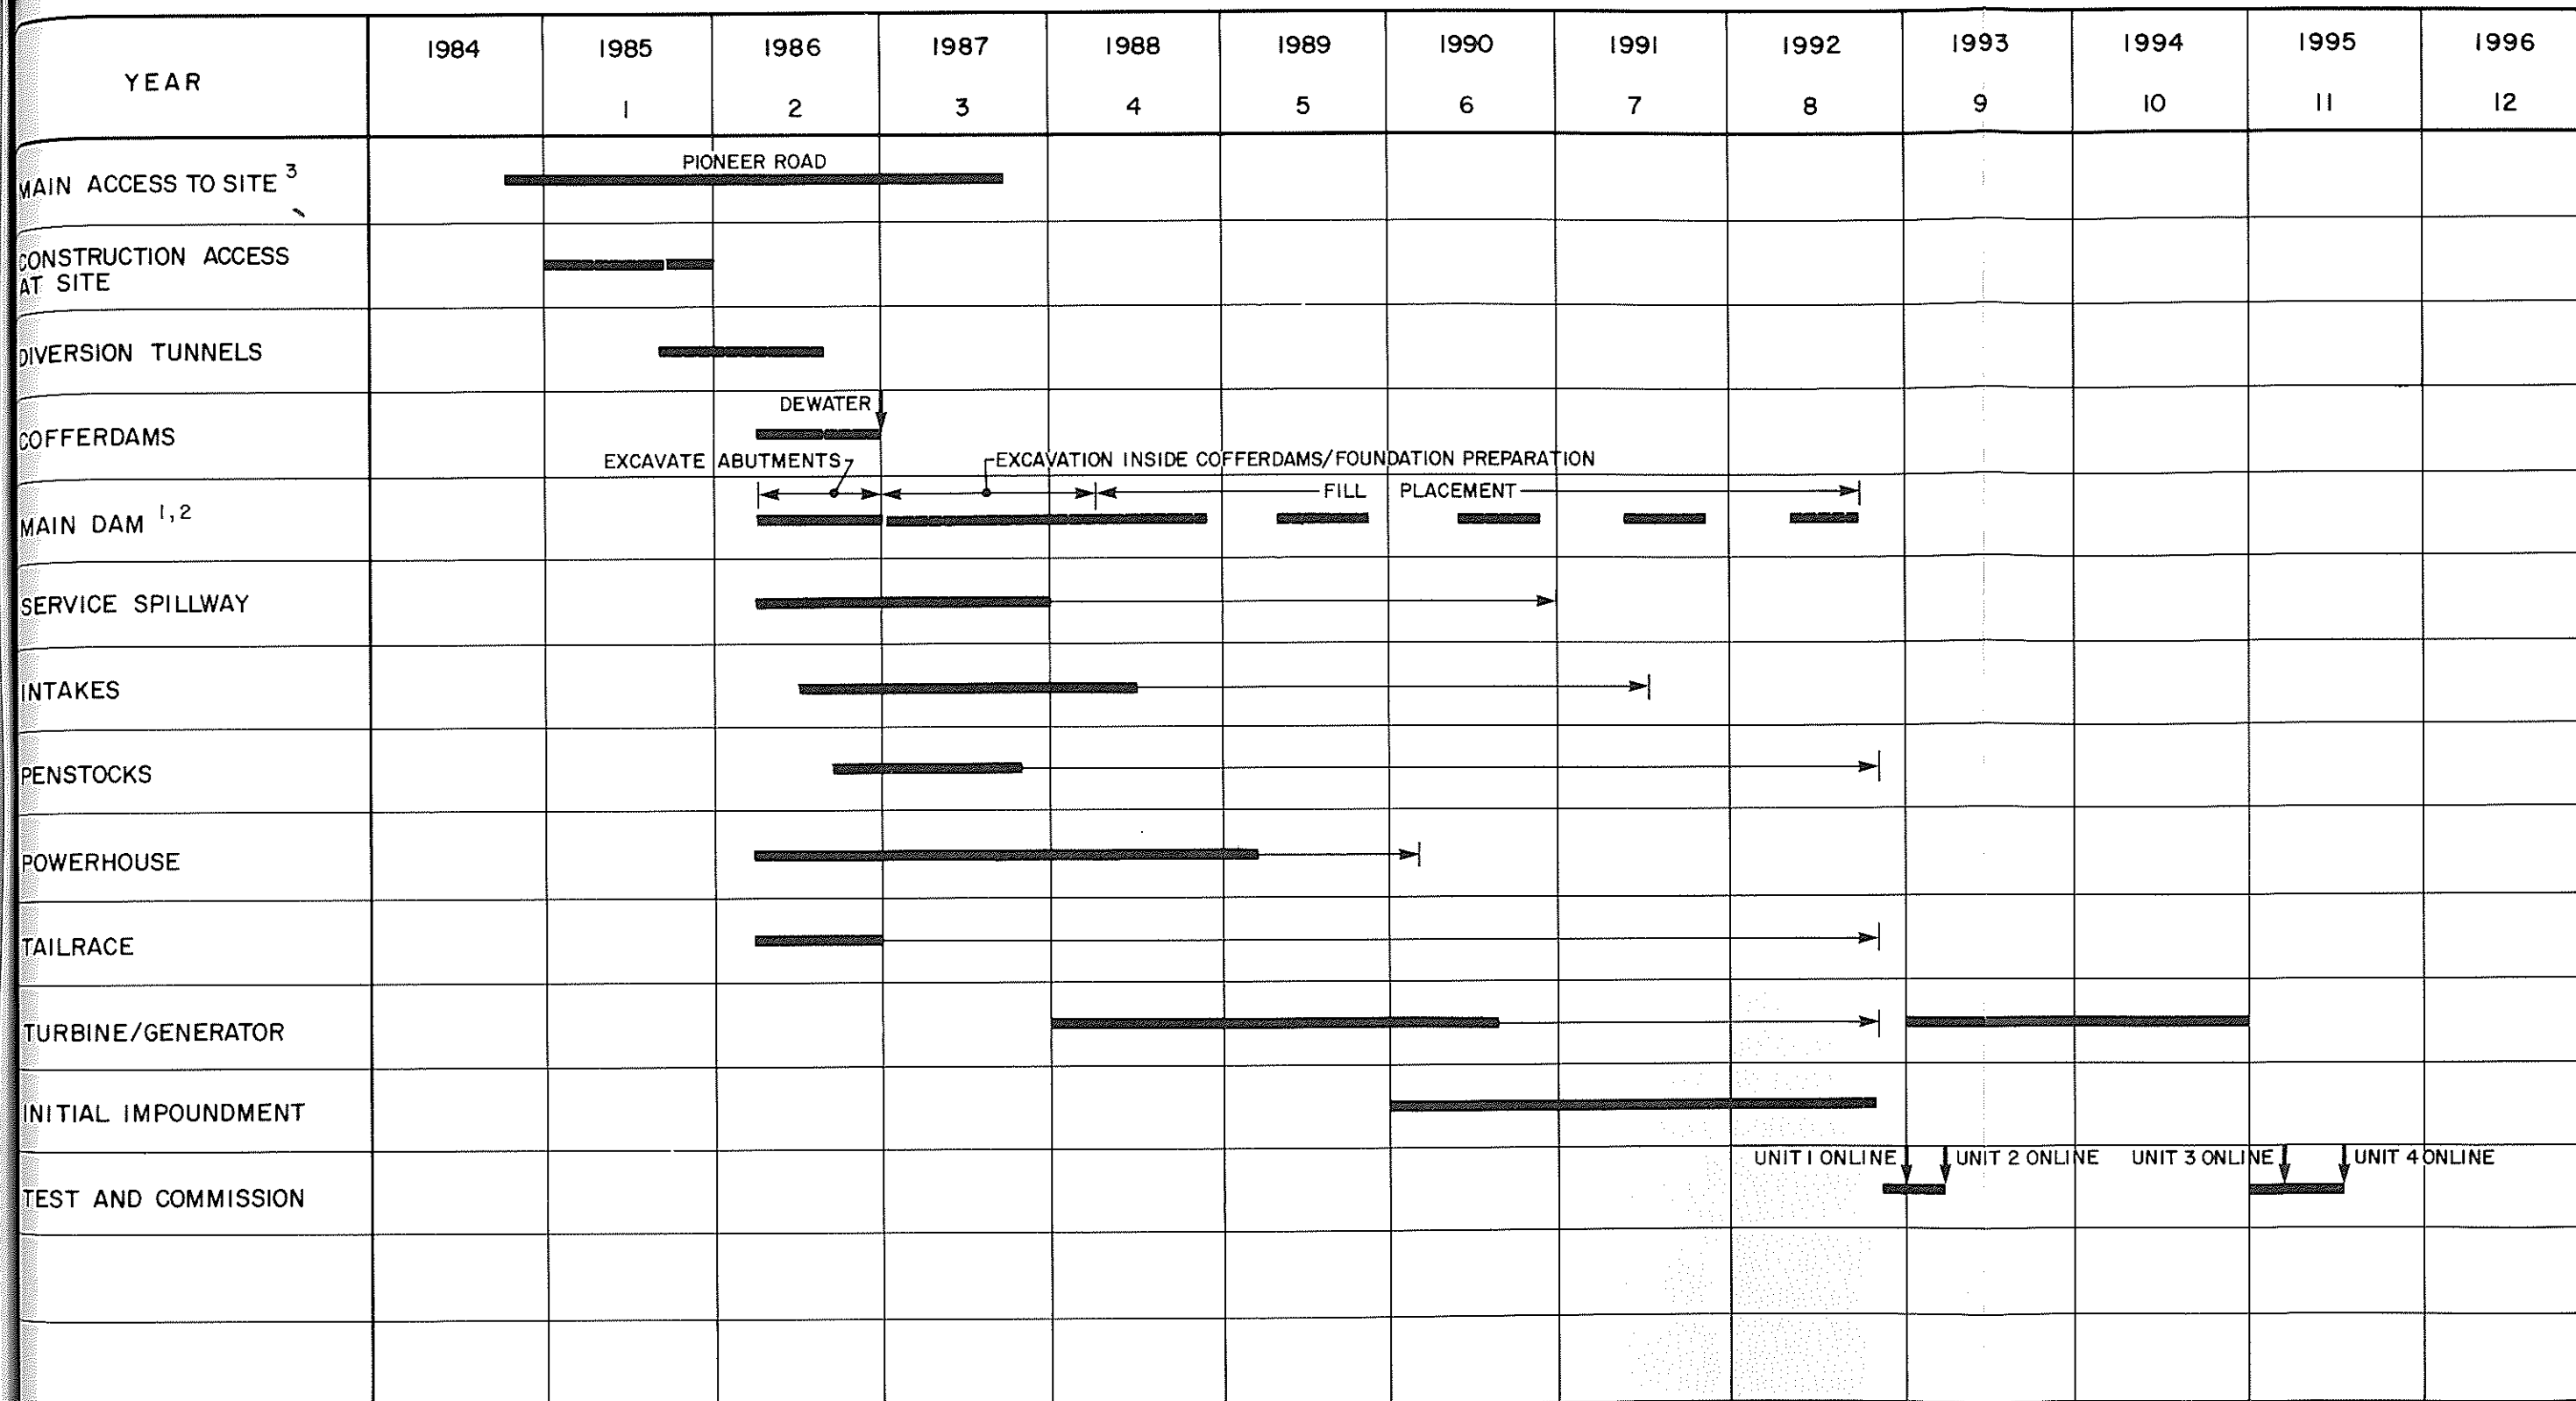 YEAR
1984 1985 1986 1987 1988 1989 1990 1991 1992 1993 1994 1995 1996
1 2 3 4 5 6 7 8 9 10 11 12
MAIN ACCESS TO SITE 3
PIONEER ROAD
CONSTRUCTION ACCESS
AT SITE
DIVERSION TUNNELS
DEWATER
COFFERDAMS
EXCAVATE ABUTMENTS
EXCAVATION INSIDE COFFERDAMS/FOUNDATION PREPARATION
FILL PLACEMENT
MAIN DAM 1,2
SERVICE SPILLWAY
INTAKES
PENSTOCKS
POWERHOUSE
TAILRACE
TURBINE/GENERATOR
INITIAL IMPOUNDMENT
UNIT 1 ONLINE UNIT 2 ONLINE UNIT 3 ONLINE UNIT 4 ONLINE
TEST AND COMMISSION